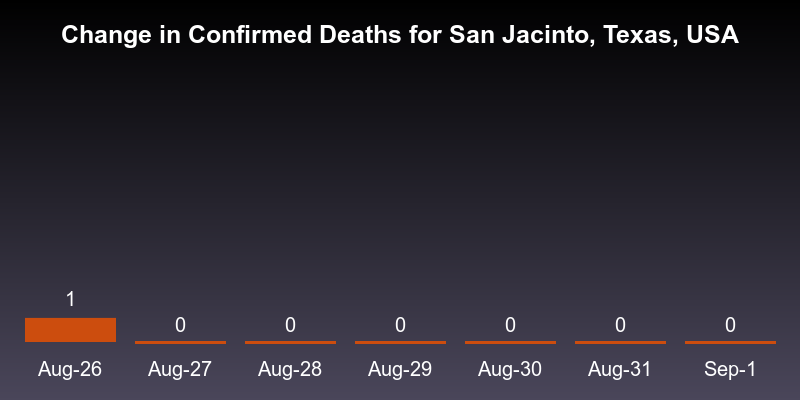 Change in Confirmed Deaths for San Jacinto, Texas, USA
1 0 0 0 0 0 0
Aug-26 Aug-27 Aug-28 Aug-29 Aug-30 Aug-31 Sep-1